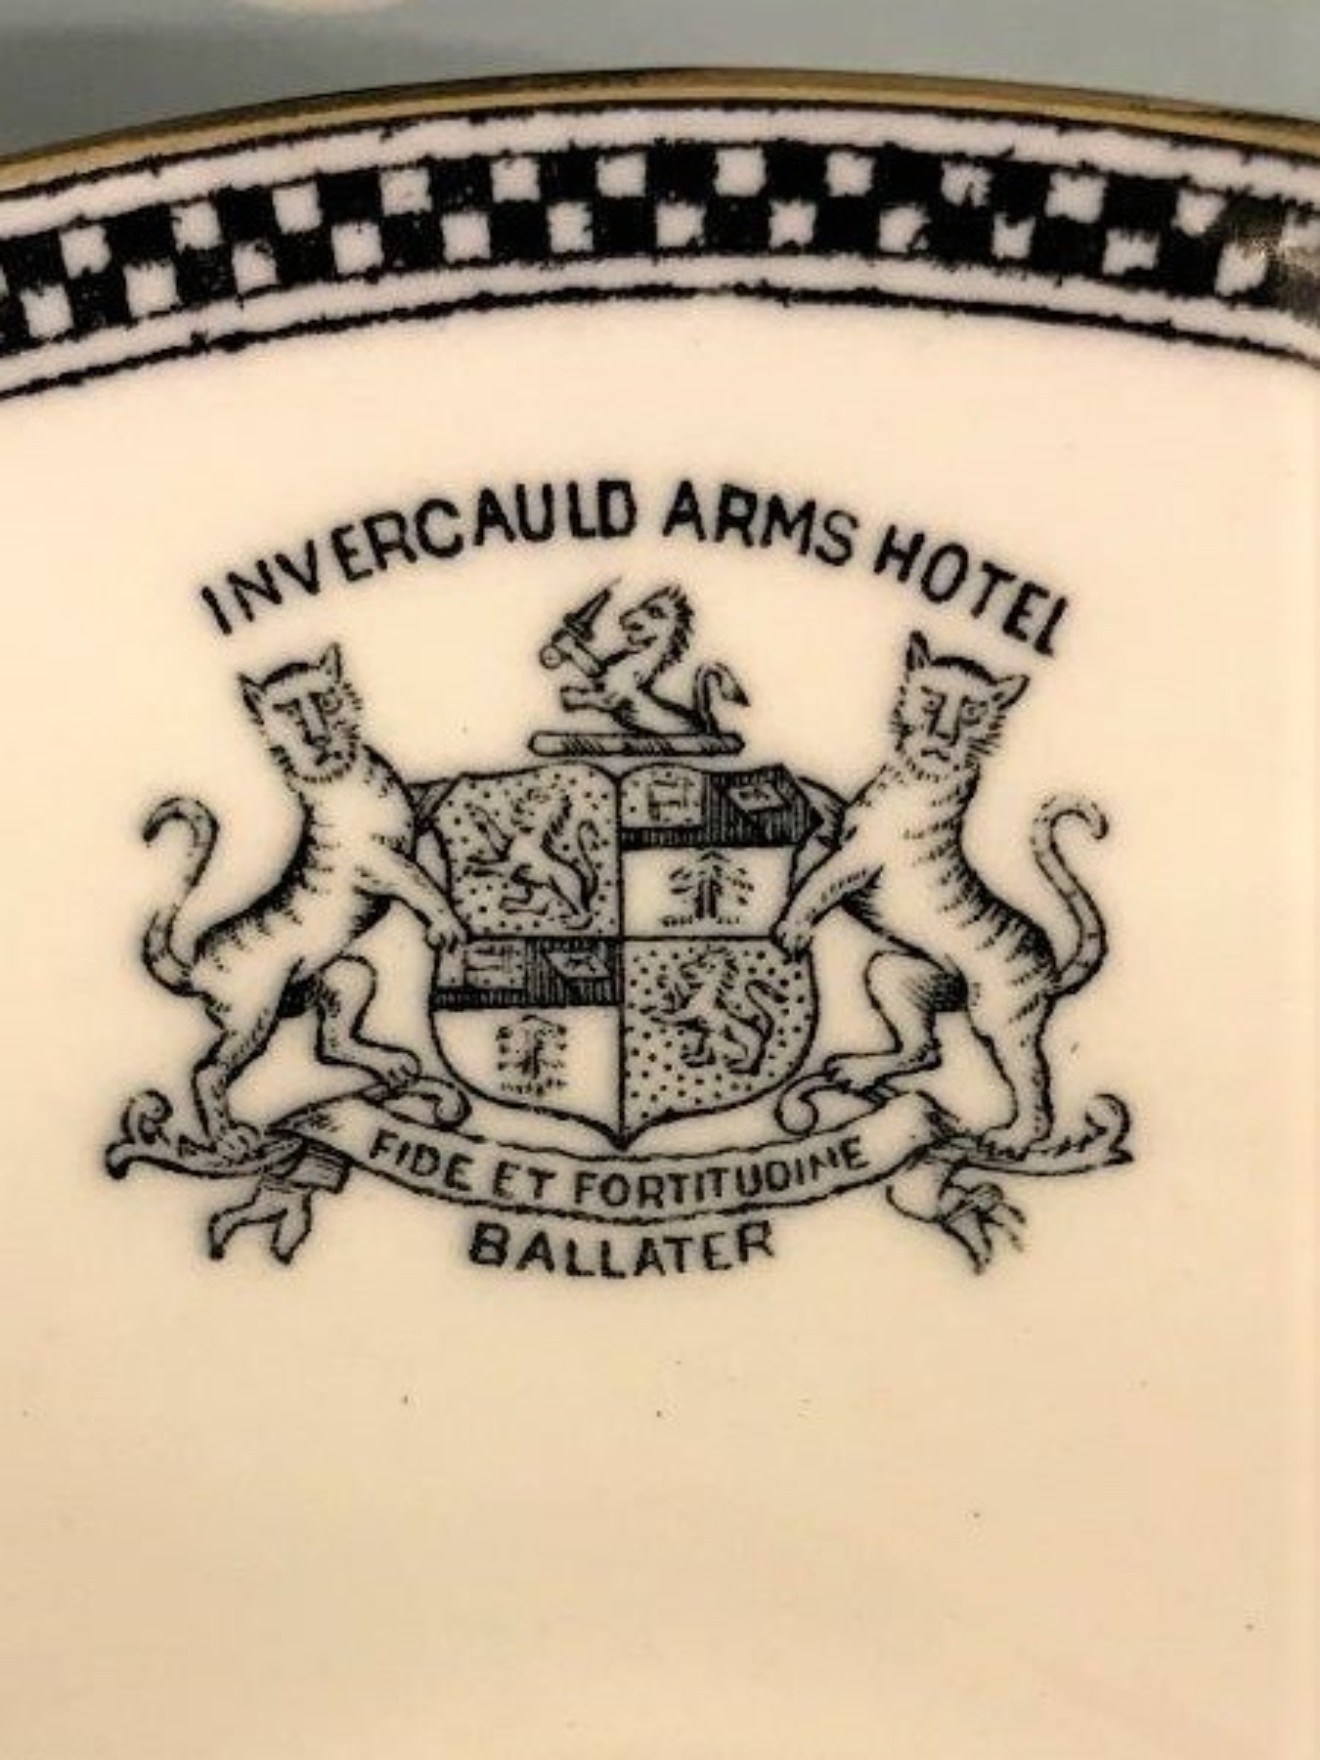 INVERCAULD ARMS HOTEL
FIDE ET FORTITUDINE
BALLATER